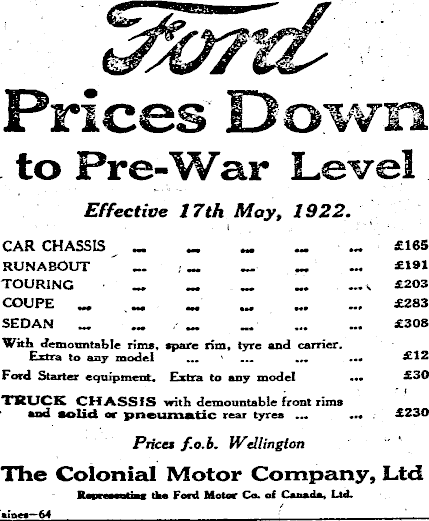 Ford
Prices Down
to Pre-War Level
Effective 17th May, 1922.
CAR CHASSIS ... ... ... ... ... £165
RUNABOUT ... ... ... ... ... £191
TOURING ... ... ... ... ... £203
COUPE ... ... ... ... ... ... £283
SEDAN ... ... ... ... ... ... £308
With demountable rims, spare rim, tyre and carrier.
Extra to any model ... ... ... ... £12
Ford Starter equipment. Extra to any model ... £30
TRUCK CHASSIS with demountable front rims
and solid or pneumatic rear tyres ... ... £230
Prices f.o.b. Wellington
The Colonial Motor Company, Ltd
Representing the Ford Motor Co. of Canada, Ltd.
aines—64